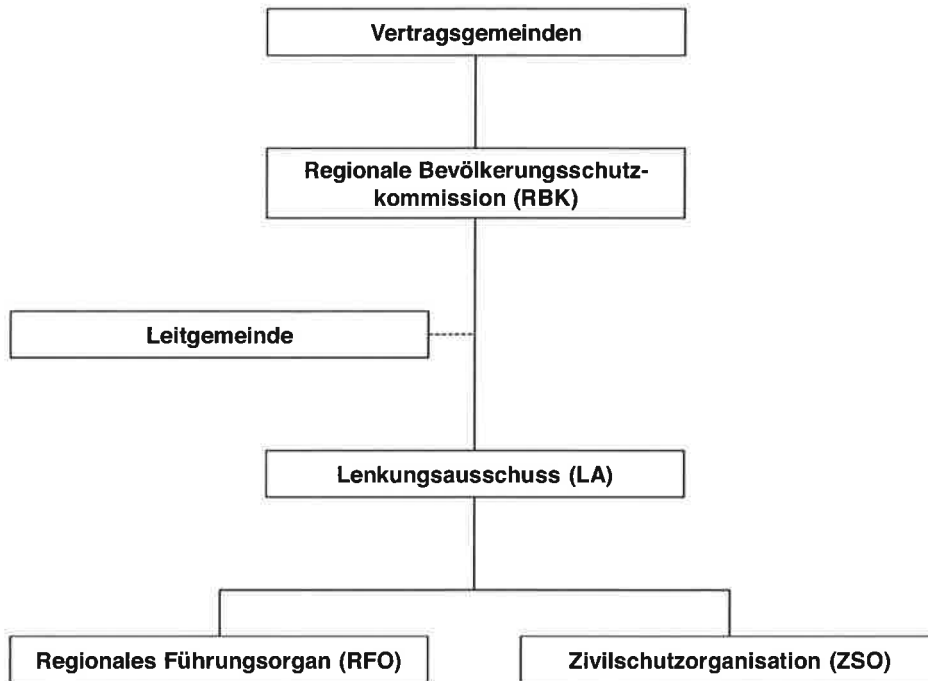 Vertragsgemeinden
Regionale Bevölkerungsschutz-
kommission (RBK)
Leitgemeinde
Lenkungsausschuss (LA)
Regionales Führungsorgan (RFO)
Zivilschutzorganisation (ZSO)